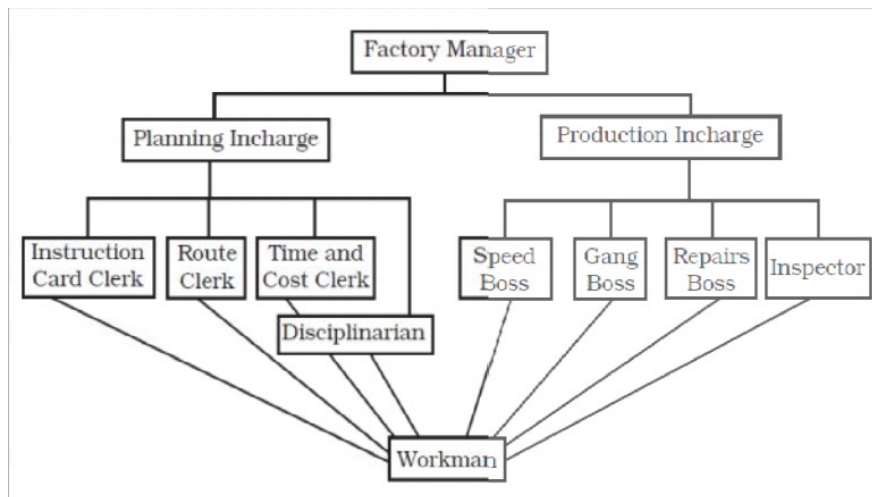 Factory Manager
Planning Incharge
Production Incharge
Instruction
Card Clerk
Route
Clerk
Time and
Cost Clerk
Speed
Boss
Gang
Boss
Repairs
Boss
Inspector
Disciplinarian
Workman